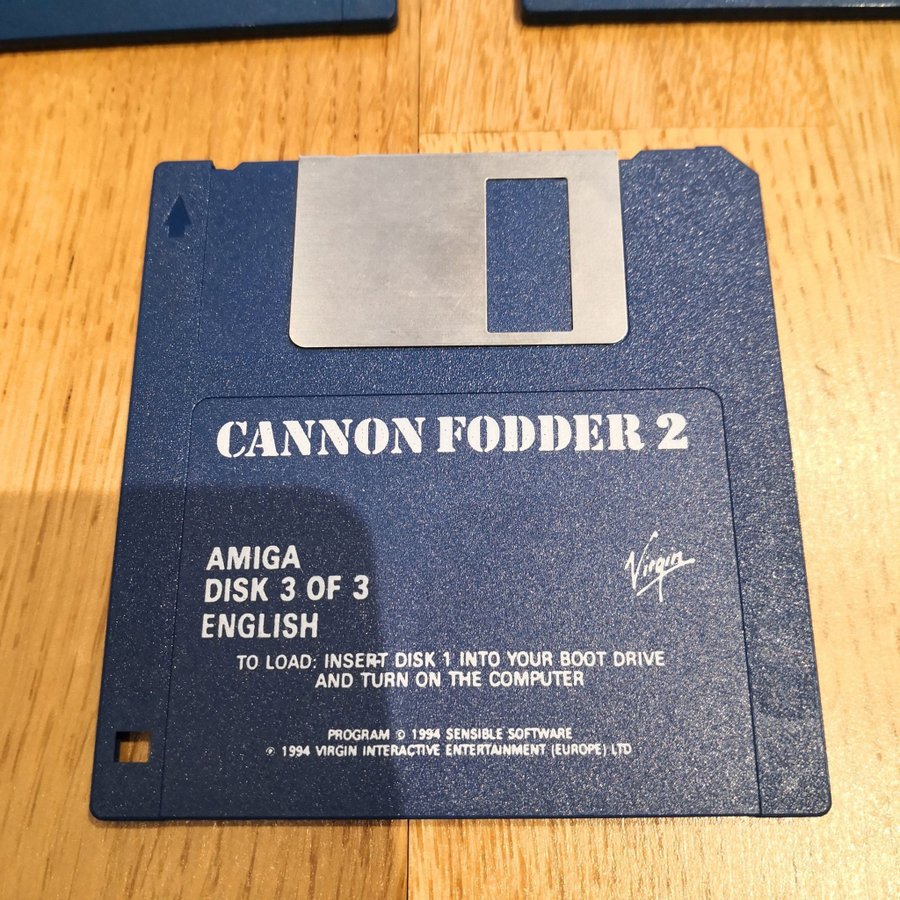 CANNON FODDER 2
AMIGA
DISK 3 OF 3
ENGLISH
Virgin
TO LOAD: INSERT DISK 1 INTO YOUR BOOT DRIVE
AND TURN ON THE COMPUTER
PROGRAM © 1994 SENSIBLE SOFTWARE
℗ 1994 VIRGIN INTERACTIVE ENTERTAINMENT (EUROPE) LTD